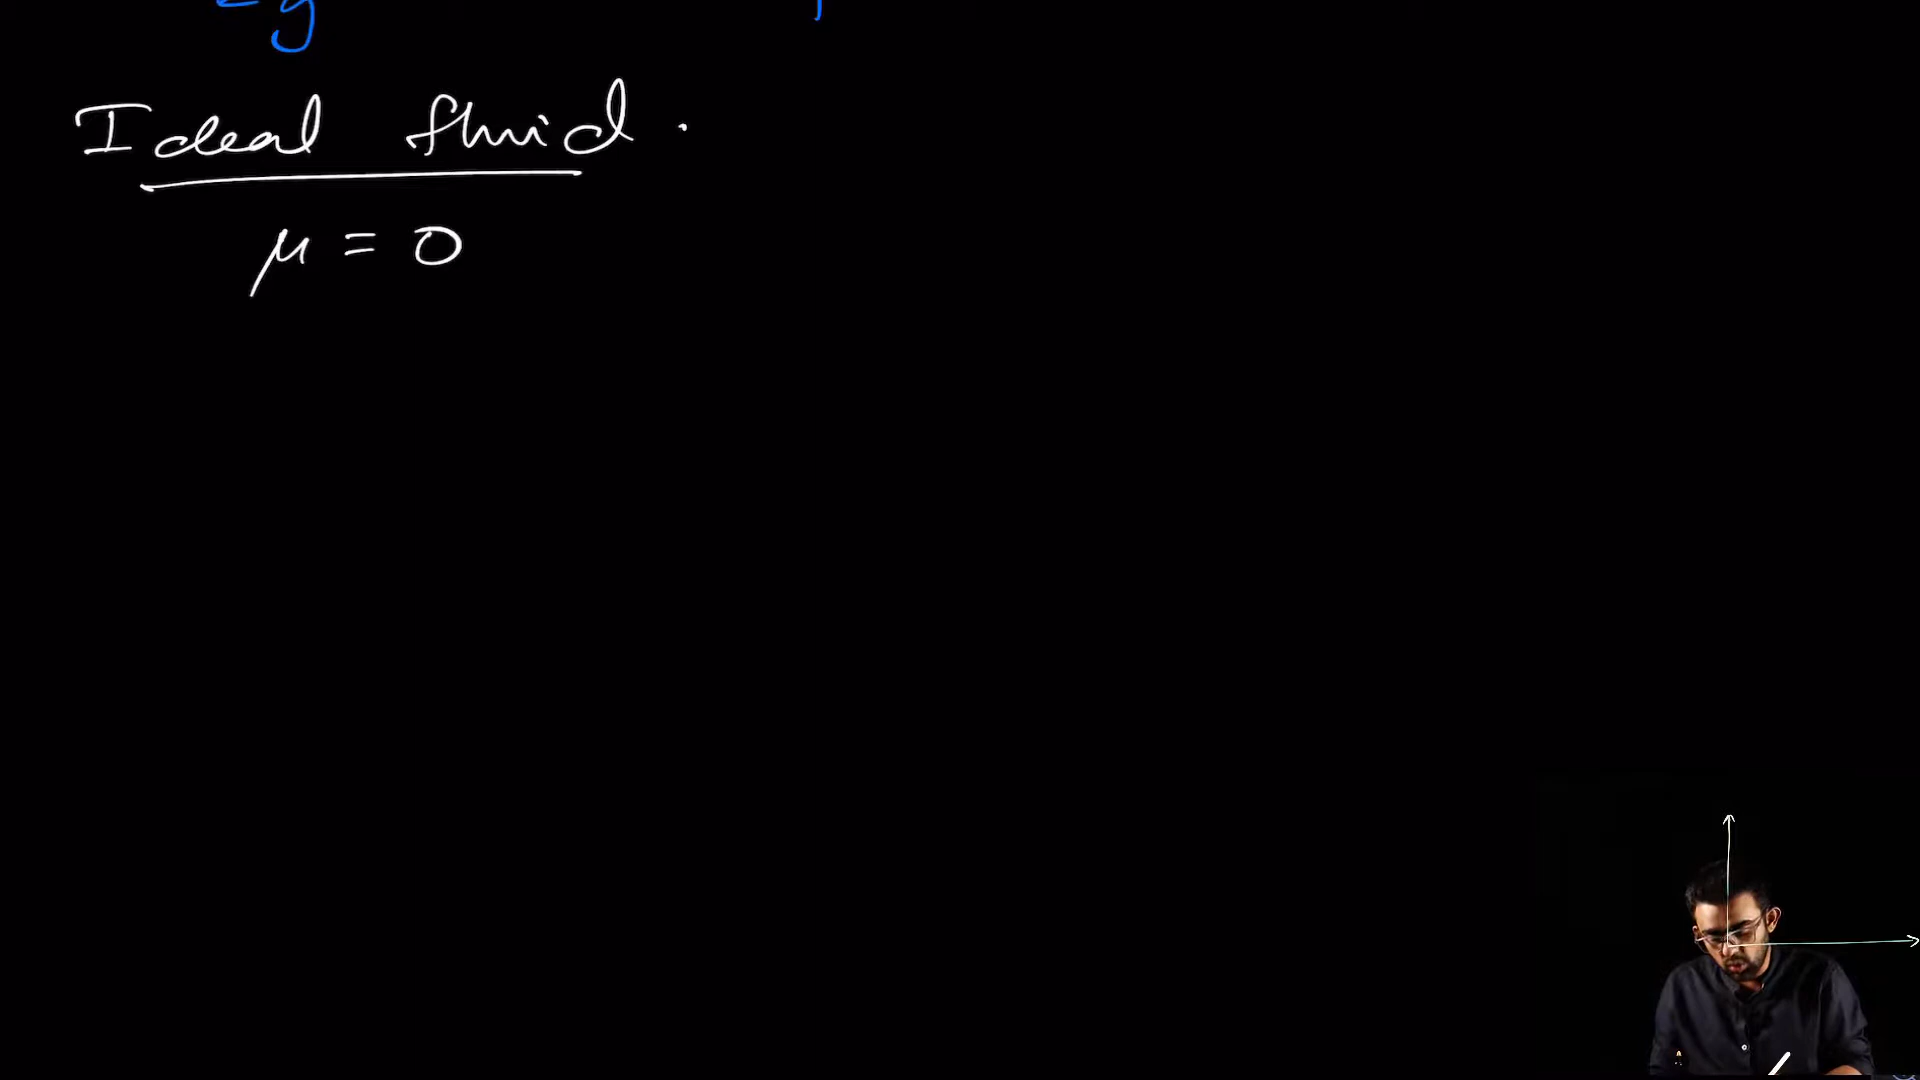 Ideal fluid.
μ = 0